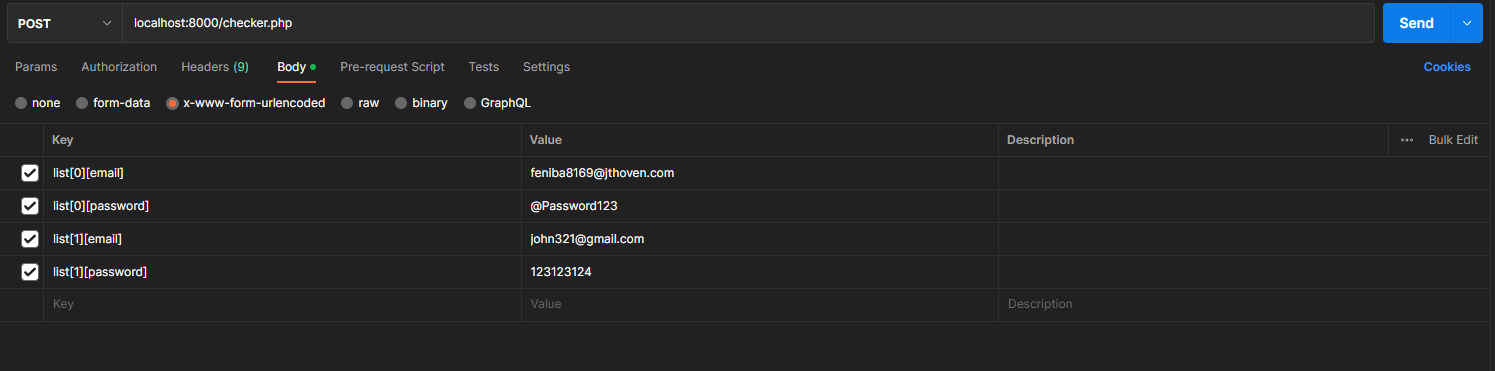 POST localhost:8000/checker.php Send
Params Authorization Headers (9) Body Pre-request Script Tests Settings Cookies
none form-data x-www-form-urlencoded raw binary GraphQL
Key Value Description ••• Bulk Edit
list[0][email] feniba8169@jthoven.com
list[0][password] @Password123
list[1][email] john321@gmail.com
list[1][password] 123123124
Key Value Description